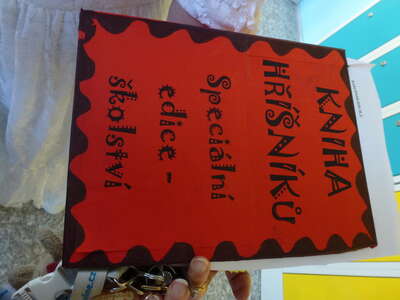 KNIHA
HŘÍŠNÍKŮ
Speciální
edice -
školství